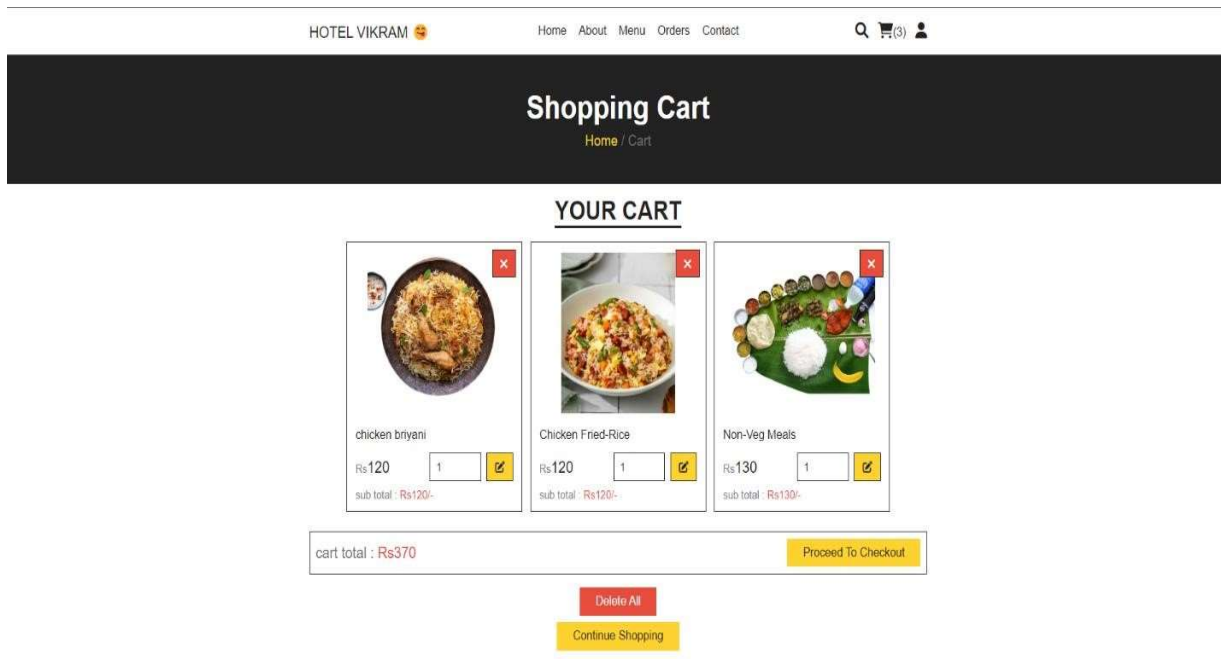 HOTEL VIKRAM 😋 Home About Menu Orders Contact (3)
Shopping Cart
Home / Cart
YOUR CART
chicken briyani Chicken Fried-Rice Non-Veg Meals
Rs120 1 Rs120 1 Rs130 1
sub total : Rs120/- sub total : Rs120/- sub total : Rs130/-
cart total : Rs370 Proceed To Checkout
Delete All
Continue Shopping